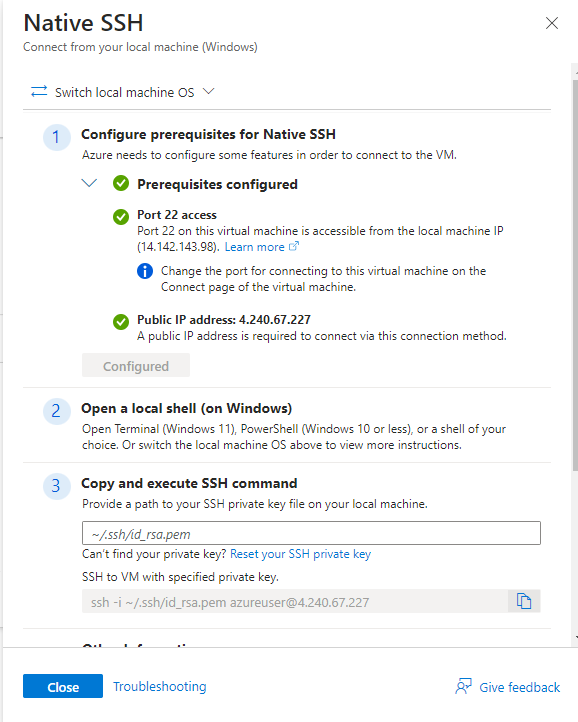 Native SSH
Connect from your local machine (Windows)
Switch local machine OS
1
Configure prerequisites for Native SSH
Azure needs to configure some features in order to connect to the VM.
Prerequisites configured
Port 22 access
Port 22 on this virtual machine is accessible from the local machine IP
(14.142.143.98). Learn more
Change the port for connecting to this virtual machine on the
Connect page of the virtual machine.
Public IP address: 4.240.67.227
A public IP address is required to connect via this connection method.
Configured
2
Open a local shell (on Windows)
Open Terminal (Windows 11), PowerShell (Windows 10 or less), or a shell of your
choice. Or switch the local machine OS above to view more instructions.
3
Copy and execute SSH command
Provide a path to your SSH private key file on your local machine.
~/.ssh/id_rsa.pem
Can't find your private key? Reset your SSH private key
SSH to VM with specified private key.
ssh -i ~/.ssh/id_rsa.pem azureuser@4.240.67.227
Close
Troubleshooting
Give feedback